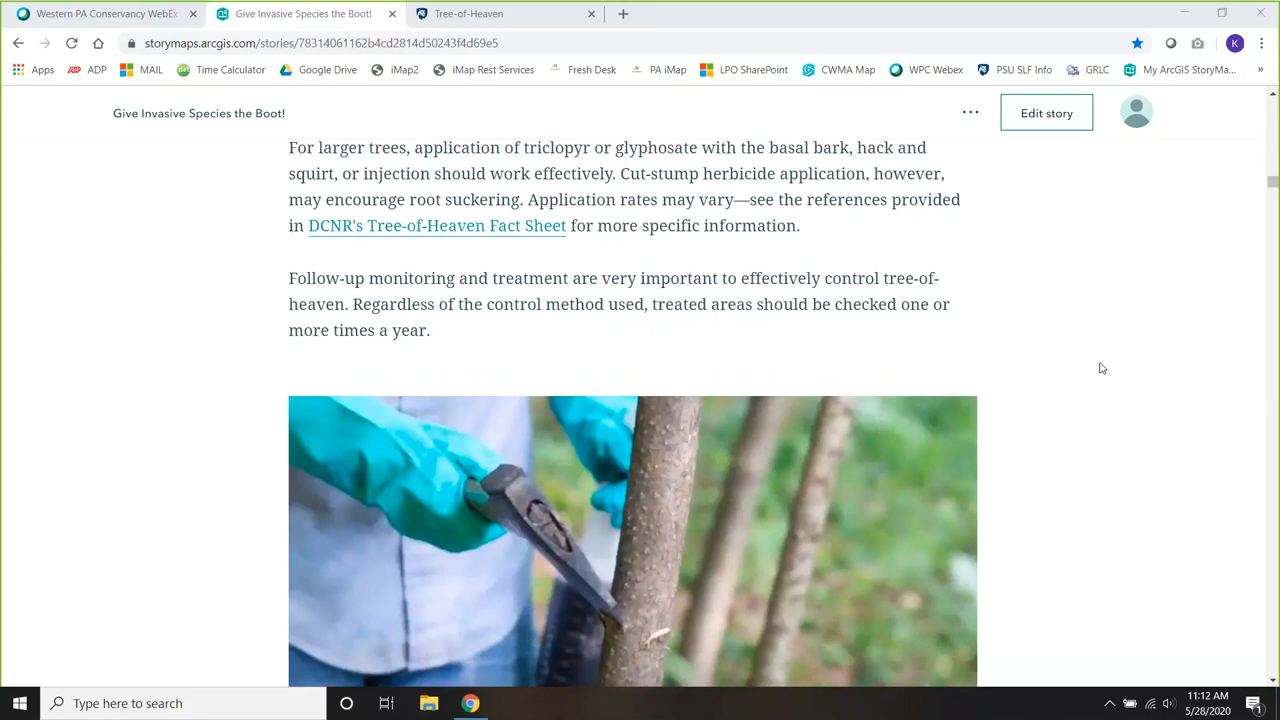 Western PA Conservancy WebEx
Give Invasive Species the Boot!
Tree-of-Heaven
storymaps.arcgis.com/stories/78314061162b4cd2814d50243f4d69e5
K
Apps
ADP
MAIL
Time Calculator
Google Drive
iMap2
iMap Rest Services
Fresh Desk
PA iMap
LPO SharePoint
CWMA Map
WPC Webex
PSU SLF Info
GRLC
My ArcGIS StoryMa...
»
Give Invasive Species the Boot!
Edit story
For larger trees, application of triclopyr or glyphosate with the basal bark, hack and
squirt, or injection should work effectively. Cut-stump herbicide application, however,
may encourage root suckering. Application rates may vary—see the references provided
in DCNR's Tree-of-Heaven Fact Sheet for more specific information.
Follow-up monitoring and treatment are very important to effectively control tree-of-
heaven. Regardless of the control method used, treated areas should be checked one or
more times a year.
Type here to search
11:12 AM
5/28/2020
1